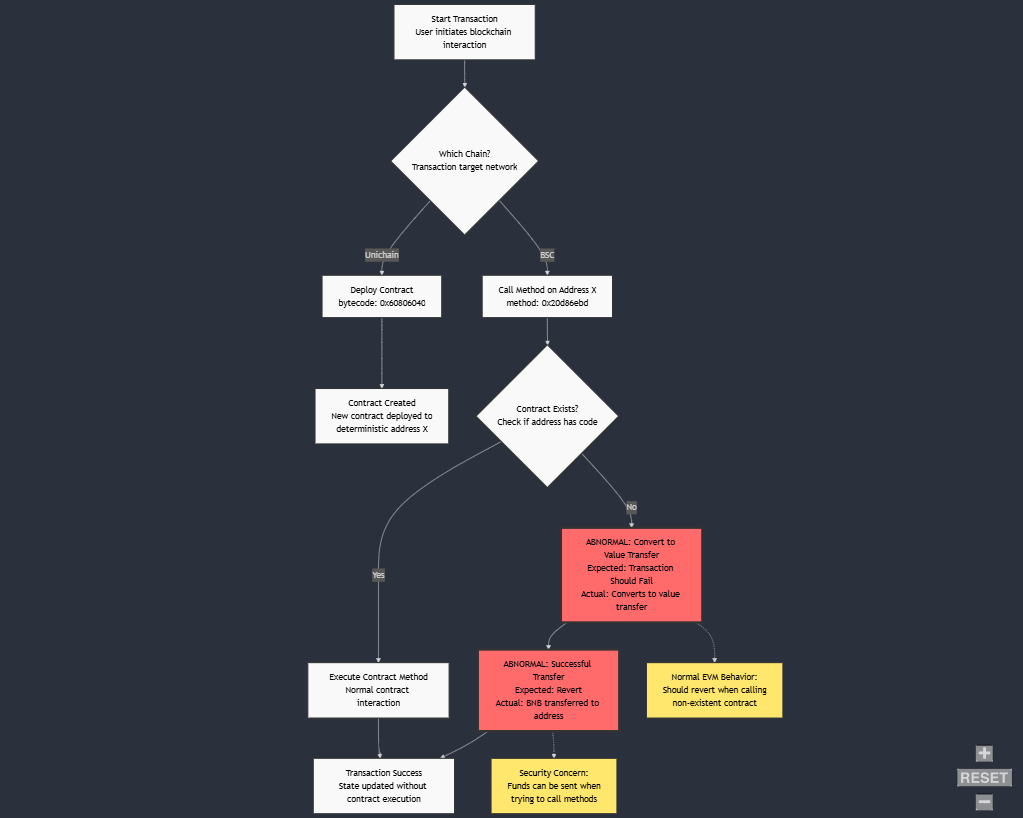 Start Transaction
User initiates blockchain
interaction
Which Chain?
Transaction target network
Unichain
BSC
Deploy Contract
bytecode: 0x60806040
Call Method on Address X
method: 0x20d86ebd
Contract Created
New contract deployed to
deterministic address X
Contract Exists?
Check if address has code
No
ABNORMAL: Convert to
Value Transfer
Expected: Transaction
Should Fail
Actual: Converts to value
transfer
Yes
Execute Contract Method
Normal contract
interaction
ABNORMAL: Successful
Transfer
Expected: Revert
Actual: BNB transferred to
address
Normal EVM Behavior:
Should revert when calling
non-existent contract
Transaction Success
State updated without
contract execution
Security Concern:
Funds can be sent when
trying to call methods
RESET